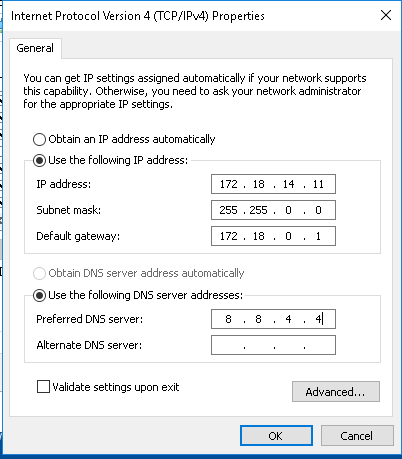 Internet Protocol Version 4 (TCP/IPv4) Properties
General
You can get IP settings assigned automatically if your network supports
this capability. Otherwise, you need to ask your network administrator
for the appropriate IP settings.
Obtain an IP address automatically
Use the following IP address:
IP address: 172 . 18 . 14 . 11
Subnet mask: 255 . 255 . 0 . 0
Default gateway: 172 . 18 . 0 . 1
Obtain DNS server address automatically
Use the following DNS server addresses:
Preferred DNS server: 8 . 8 . 4 . 4
Alternate DNS server: . . .
Validate settings upon exit
Advanced...
OK Cancel